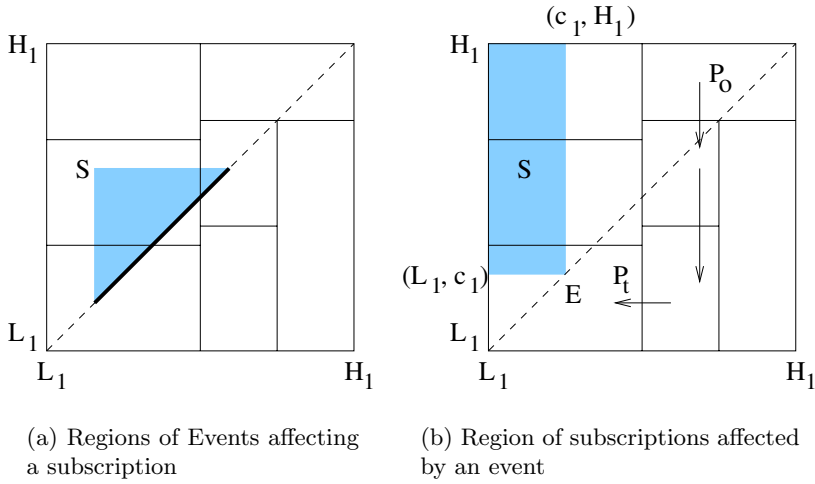 (c1, H1)
H1
S
L1
L1
H1
H1
Po
S
(L1, c1)
Pt
E
L1
L1
H1
(a) Regions of Events affecting
a subscription
(b) Region of subscriptions affected
by an event